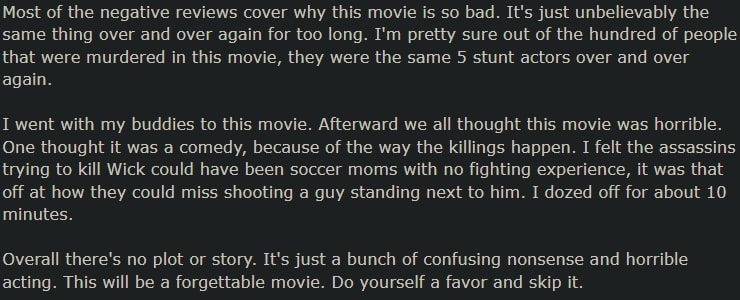 Most of the negative reviews cover why this movie is so bad. It's just unbelievably the
same thing over and over again for too long. I'm pretty sure out of the hundred of people
that were murdered in this movie, they were the same 5 stunt actors over and over
again.
I went with my buddies to this movie. Afterward we all thought this movie was horrible.
One thought it was a comedy, because of the way the killings happen. I felt the assassins
trying to kill Wick could have been soccer moms with no fighting experience, it was that
off at how they could miss shooting a guy standing next to him. I dozed off for about 10
minutes.
Overall there's no plot or story. It's just a bunch of confusing nonsense and horrible
acting. This will be a forgettable movie. Do yourself a favor and skip it.